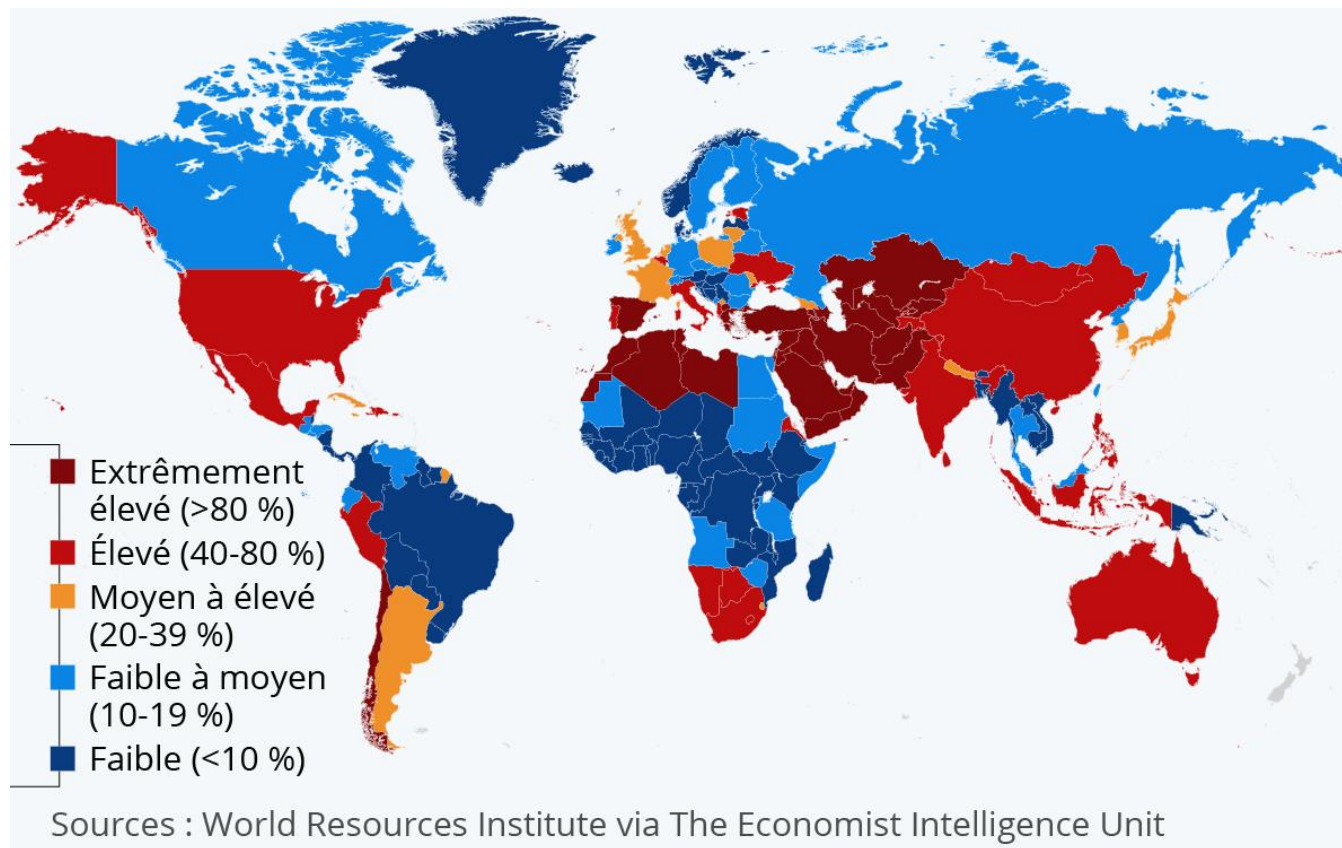 Extrêmement
élevé (>80 %)
Élevé (40-80 %)
Moyen à élevé
(20-39 %)
Faible à moyen
(10-19 %)
Faible (<10 %)
Sources : World Resources Institute via The Economist Intelligence Unit